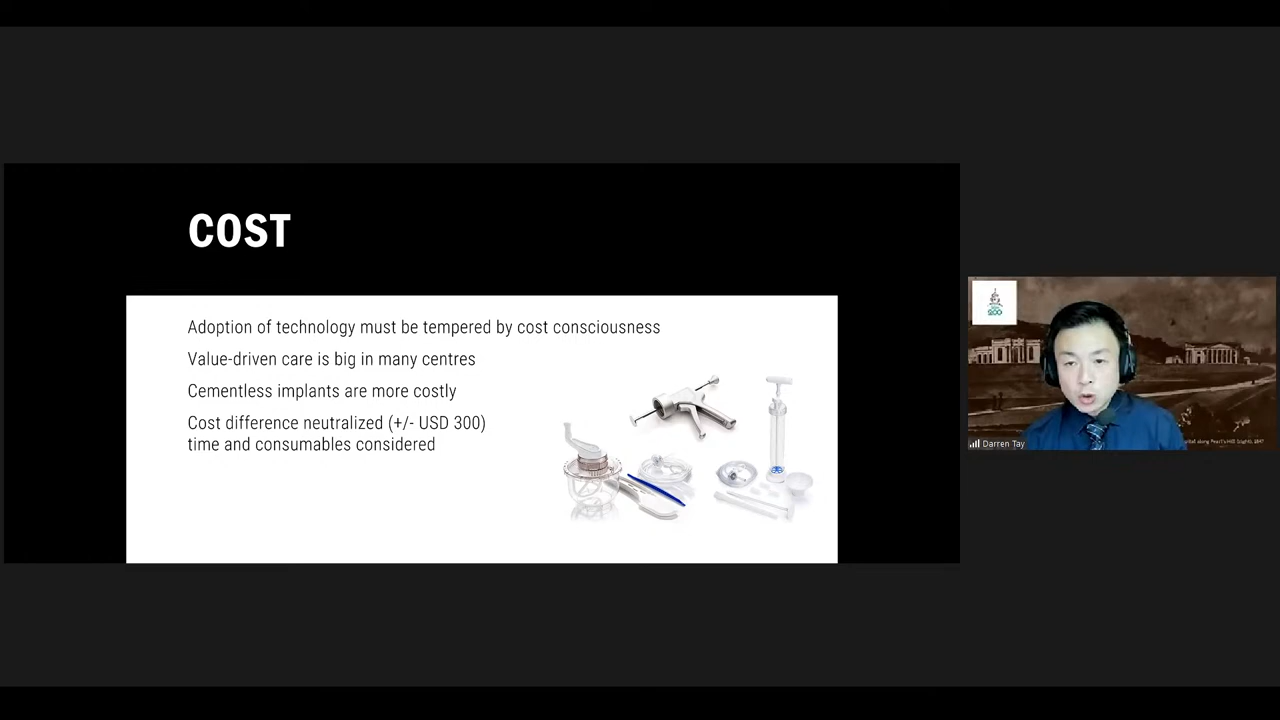 COST
Adoption of technology must be tempered by cost consciousness
Value-driven care is big in many centres
Cementless implants are more costly
Cost difference neutralized (+/- USD 300)
time and consumables considered
200
Darren Tay